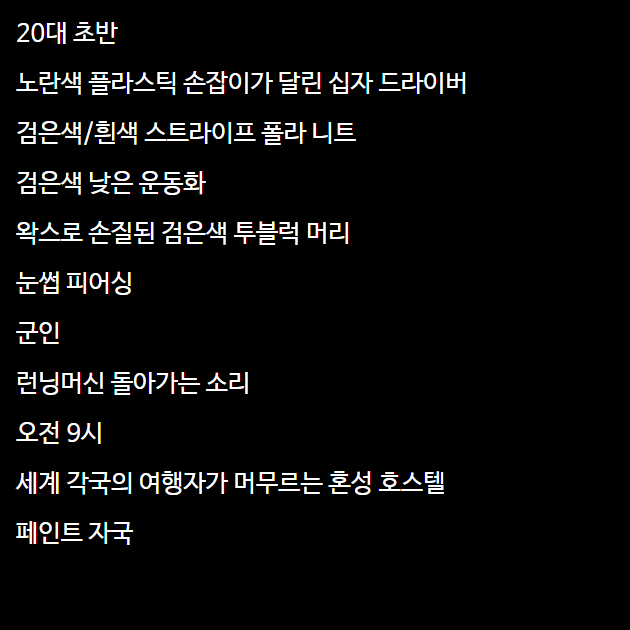 20대 초반
노란색 플라스틱 손잡이가 달린 십자 드라이버
검은색/흰색 스트라이프 폴라 니트
검은색 낮은 운동화
왁스로 손질된 검은색 투블럭 머리
눈썹 피어싱
군인
런닝머신 돌아가는 소리
오전 9시
세계 각국의 여행자가 머무르는 혼성 호스텔
페인트 자국